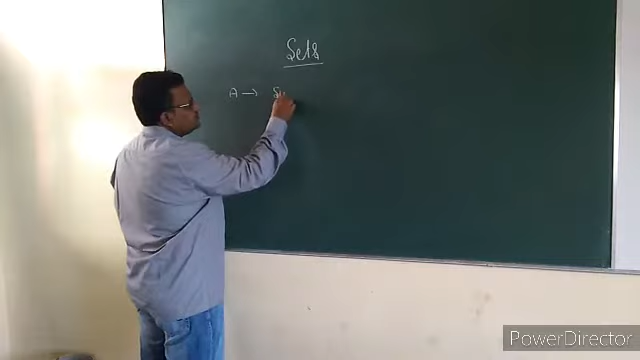 Sets
A →
PowerDirector